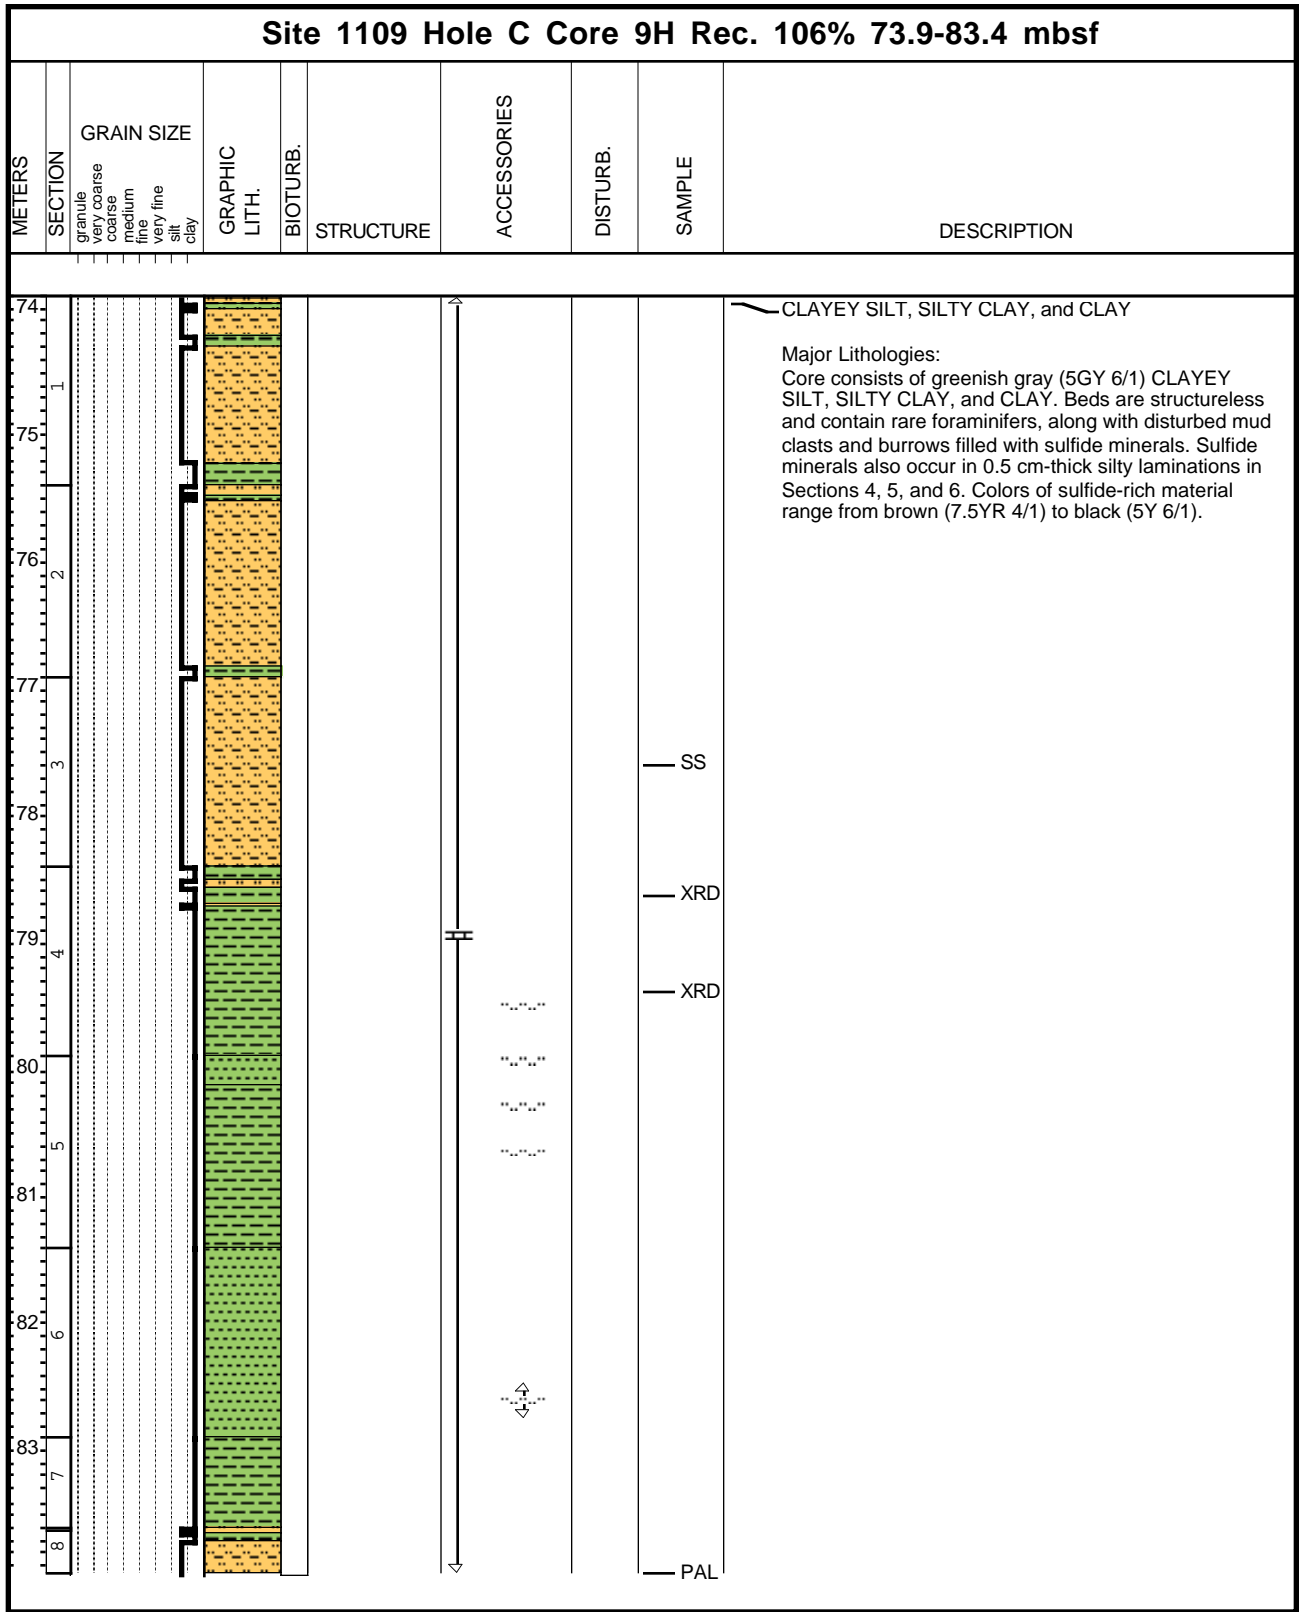 Site 1109 Hole C Core 9H Rec. 106% 73.9-83.4 mbsf
METERS
SECTION
GRAIN SIZE
granule
very coarse
coarse
medium
fine
very fine
silt
clay
GRAPHIC
LITH.
BIOTURB.
STRUCTURE
ACCESSORIES
DISTURB.
SAMPLE
DESCRIPTION
74
CLAYEY SILT, SILTY CLAY, and CLAY
Major Lithologies:
Core consists of greenish gray (5GY 6/1) CLAYEY
SILT, SILTY CLAY, and CLAY. Beds are structureless
and contain rare foraminifers, along with disturbed mud
clasts and burrows filled with sulfide minerals. Sulfide
minerals also occur in 0.5 cm-thick silty laminations in
Sections 4, 5, and 6. Colors of sulfide-rich material
range from brown (7.5YR 4/1) to black (5Y 6/1).
1
75
76
2
77
3
SS
78
XRD
79
4
XRD
80
5
81
82
6
83
7
8
PAL